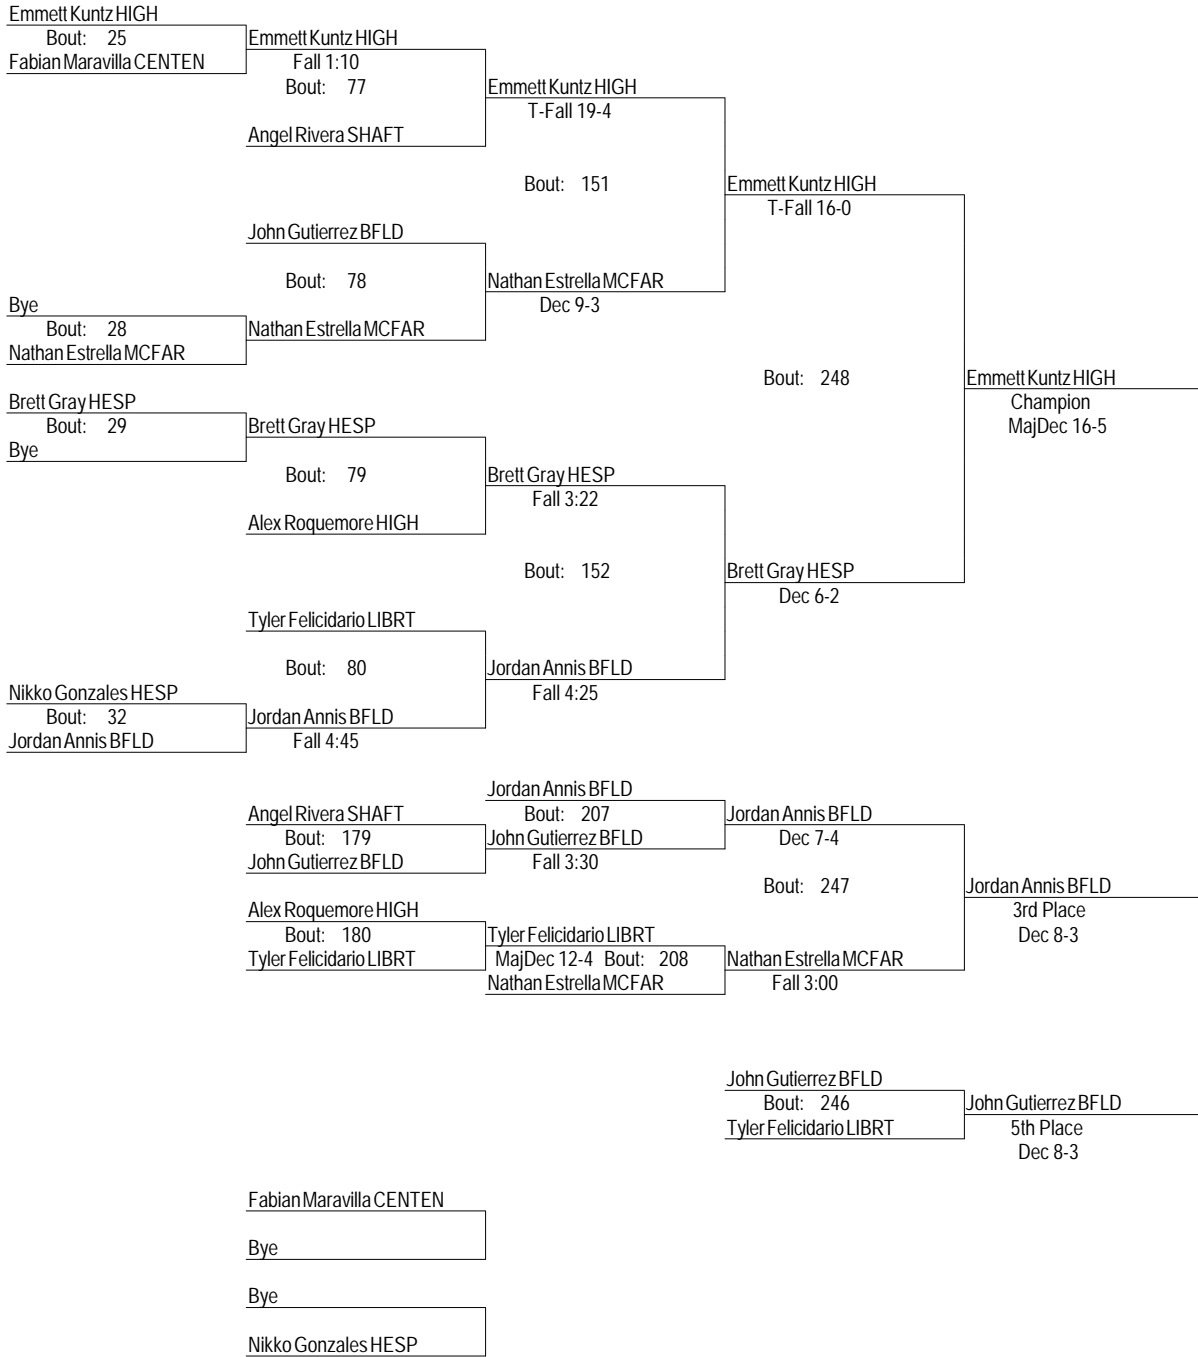 Emmett Kuntz HIGH
Bout: 25
Emmett Kuntz HIGH
Fabian Maravilla CENTEN
Fall 1:10
Bout: 77
Emmett Kuntz HIGH
T-Fall 19-4
Angel Rivera SHAFT
Bout: 151
Emmett Kuntz HIGH
T-Fall 16-0
John Gutierrez BFLD
Bout: 78
Nathan Estrella MCFAR
Dec 9-3
Bye
Bout: 28
Nathan Estrella MCFAR
Nathan Estrella MCFAR
Bout: 248
Emmett Kuntz HIGH
Champion
MajDec 16-5
Brett Gray HESP
Bout: 29
Brett Gray HESP
Bye
Bout: 79
Brett Gray HESP
Fall 3:22
Alex Roquemore HIGH
Bout: 152
Brett Gray HESP
Dec 6-2
Tyler Felicidario LIBRT
Bout: 80
Jordan Annis BFLD
Fall 4:25
Nikko Gonzales HESP
Bout: 32
Jordan Annis BFLD
Jordan Annis BFLD
Fall 4:45
Jordan Annis BFLD
Angel Rivera SHAFT
Bout: 207
Jordan Annis BFLD
Bout: 179
John Gutierrez BFLD
Dec 7-4
John Gutierrez BFLD
Fall 3:30
Bout: 247
Jordan Annis BFLD
3rd Place
Dec 8-3
Alex Roquemore HIGH
Bout: 180
Tyler Felicidario LIBRT
Tyler Felicidario LIBRT
MajDec 12-4 Bout: 208
Nathan Estrella MCFAR
Nathan Estrella MCFAR
Fall 3:00
John Gutierrez BFLD
Bout: 246
John Gutierrez BFLD
Tyler Felicidario LIBRT
5th Place
Dec 8-3
Fabian Maravilla CENTEN
Bye
Bye
Nikko Gonzales HESP